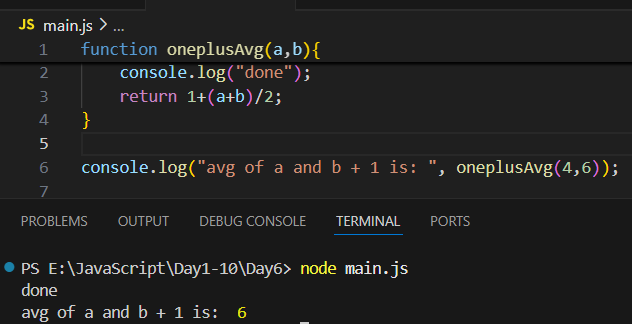 JS main.js > ...
1 function oneplusAvg(a,b){
2     console.log("done");
3     return 1+(a+b)/2;
4 }
5
6 console.log("avg of a and b + 1 is: ", oneplusAvg(4,6));
7
PROBLEMS OUTPUT DEBUG CONSOLE TERMINAL PORTS
PS E:\JavaScript\Day1-10\Day6> node main.js
done
avg of a and b + 1 is:  6